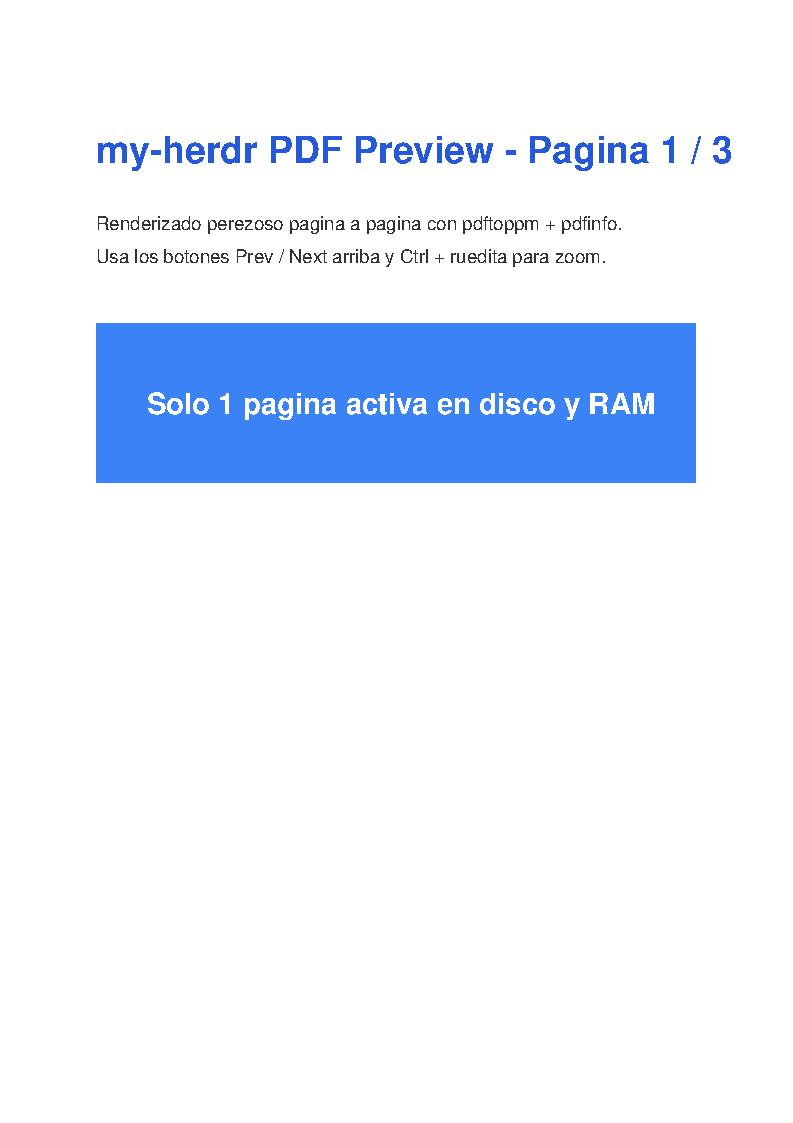 my-herdr PDF Preview - Pagina 1 / 3
Renderizado perezoso pagina a pagina con pdftoppm + pdfinfo.
Usa los botones Prev / Next arriba y Ctrl + ruedita para zoom.
Solo 1 pagina activa en disco y RAM